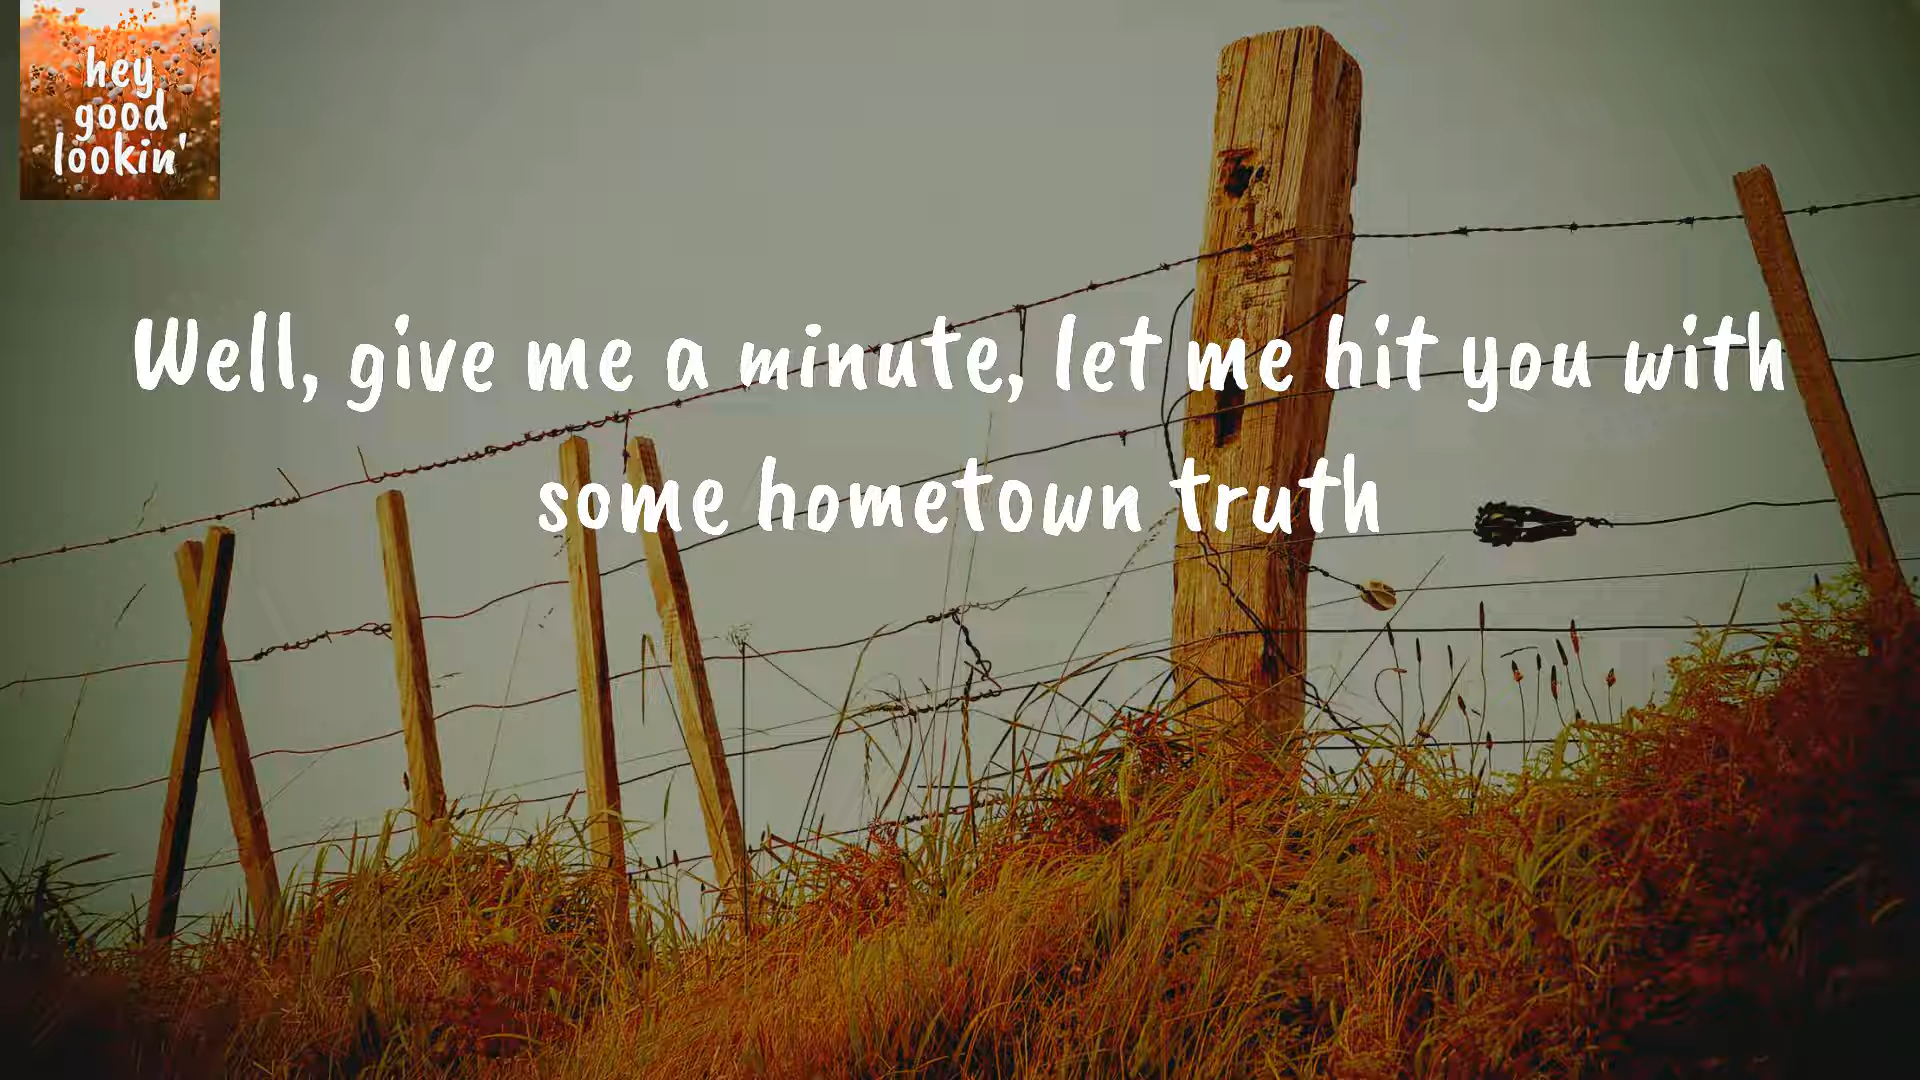 hey
good
lookin'
Well, give me a minute, let me hit you with
some hometown truth